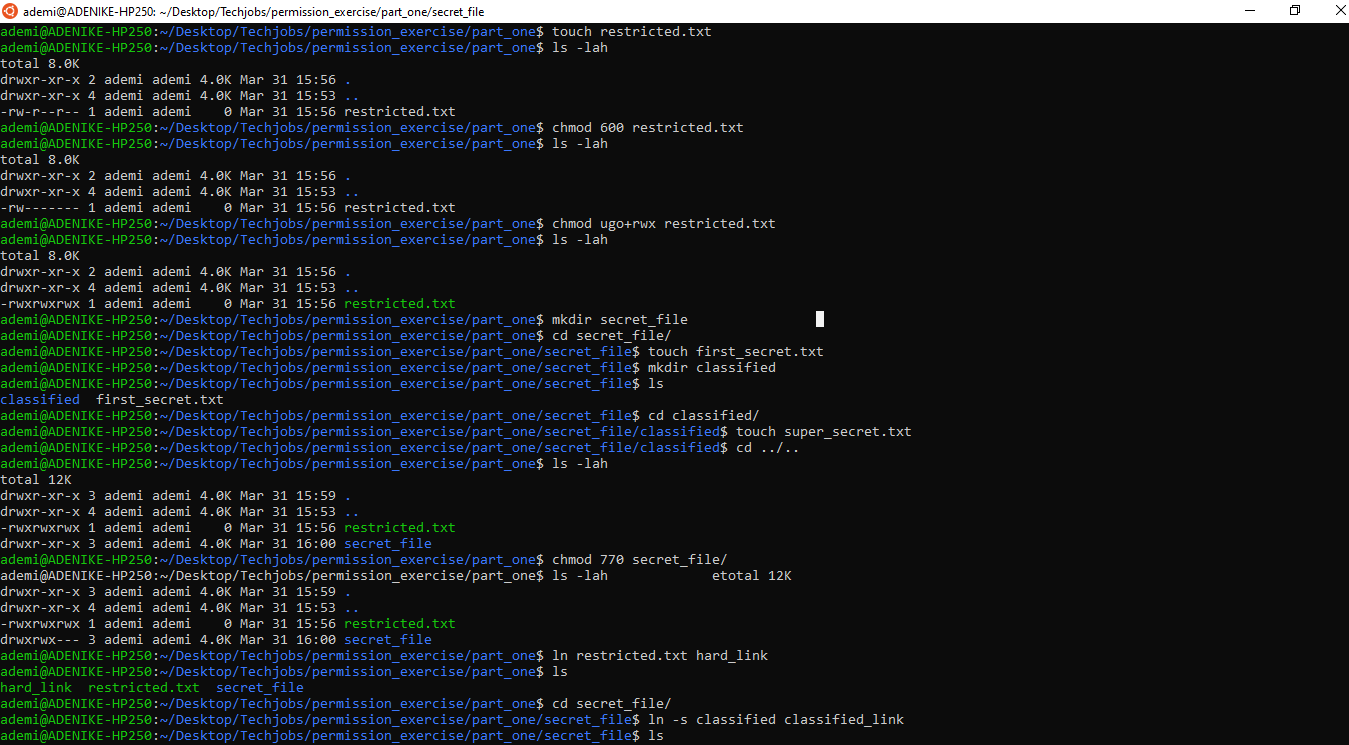 ademi@ADENIKE-HP250: ~/Desktop/Techjobs/permission_exercise/part_one/secret_file
ademi@ADENIKE-HP250:~/Desktop/Techjobs/permission_exercise/part_one$ touch restricted.txt
ademi@ADENIKE-HP250:~/Desktop/Techjobs/permission_exercise/part_one$ ls -lah
total 8.0K
drwxr-xr-x 2 ademi ademi 4.0K Mar 31 15:56 .
drwxr-xr-x 4 ademi ademi 4.0K Mar 31 15:53 ..
-rw-r--r-- 1 ademi ademi    0 Mar 31 15:56 restricted.txt
ademi@ADENIKE-HP250:~/Desktop/Techjobs/permission_exercise/part_one$ chmod 600 restricted.txt
ademi@ADENIKE-HP250:~/Desktop/Techjobs/permission_exercise/part_one$ ls -lah
total 8.0K
drwxr-xr-x 2 ademi ademi 4.0K Mar 31 15:56 .
drwxr-xr-x 4 ademi ademi 4.0K Mar 31 15:53 ..
-rw------- 1 ademi ademi    0 Mar 31 15:56 restricted.txt
ademi@ADENIKE-HP250:~/Desktop/Techjobs/permission_exercise/part_one$ chmod ugo+rwx restricted.txt
ademi@ADENIKE-HP250:~/Desktop/Techjobs/permission_exercise/part_one$ ls -lah
total 8.0K
drwxr-xr-x 2 ademi ademi 4.0K Mar 31 15:56 .
drwxr-xr-x 4 ademi ademi 4.0K Mar 31 15:53 ..
-rwxrwxrwx 1 ademi ademi    0 Mar 31 15:56 restricted.txt
ademi@ADENIKE-HP250:~/Desktop/Techjobs/permission_exercise/part_one$ mkdir secret_file
ademi@ADENIKE-HP250:~/Desktop/Techjobs/permission_exercise/part_one$ cd secret_file/
ademi@ADENIKE-HP250:~/Desktop/Techjobs/permission_exercise/part_one/secret_file$ touch first_secret.txt
ademi@ADENIKE-HP250:~/Desktop/Techjobs/permission_exercise/part_one/secret_file$ mkdir classified
ademi@ADENIKE-HP250:~/Desktop/Techjobs/permission_exercise/part_one/secret_file$ ls
classified  first_secret.txt
ademi@ADENIKE-HP250:~/Desktop/Techjobs/permission_exercise/part_one/secret_file$ cd classified/
ademi@ADENIKE-HP250:~/Desktop/Techjobs/permission_exercise/part_one/secret_file/classified$ touch super_secret.txt
ademi@ADENIKE-HP250:~/Desktop/Techjobs/permission_exercise/part_one/secret_file/classified$ cd ../..
ademi@ADENIKE-HP250:~/Desktop/Techjobs/permission_exercise/part_one$ ls -lah
total 12K
drwxr-xr-x 3 ademi ademi 4.0K Mar 31 15:59 .
drwxr-xr-x 4 ademi ademi 4.0K Mar 31 15:53 ..
-rwxrwxrwx 1 ademi ademi    0 Mar 31 15:56 restricted.txt
drwxr-xr-x 3 ademi ademi 4.0K Mar 31 16:00 secret_file
ademi@ADENIKE-HP250:~/Desktop/Techjobs/permission_exercise/part_one$ chmod 770 secret_file/
ademi@ADENIKE-HP250:~/Desktop/Techjobs/permission_exercise/part_one$ ls -lah             etotal 12K
drwxr-xr-x 3 ademi ademi 4.0K Mar 31 15:59 .
drwxr-xr-x 4 ademi ademi 4.0K Mar 31 15:53 ..
-rwxrwxrwx 1 ademi ademi    0 Mar 31 15:56 restricted.txt
drwxrwx--- 3 ademi ademi 4.0K Mar 31 16:00 secret_file
ademi@ADENIKE-HP250:~/Desktop/Techjobs/permission_exercise/part_one$ ln restricted.txt hard_link
ademi@ADENIKE-HP250:~/Desktop/Techjobs/permission_exercise/part_one$ ls
hard_link  restricted.txt  secret_file
ademi@ADENIKE-HP250:~/Desktop/Techjobs/permission_exercise/part_one$ cd secret_file/
ademi@ADENIKE-HP250:~/Desktop/Techjobs/permission_exercise/part_one/secret_file$ ln -s classified classified_link
ademi@ADENIKE-HP250:~/Desktop/Techjobs/permission_exercise/part_one/secret_file$ ls